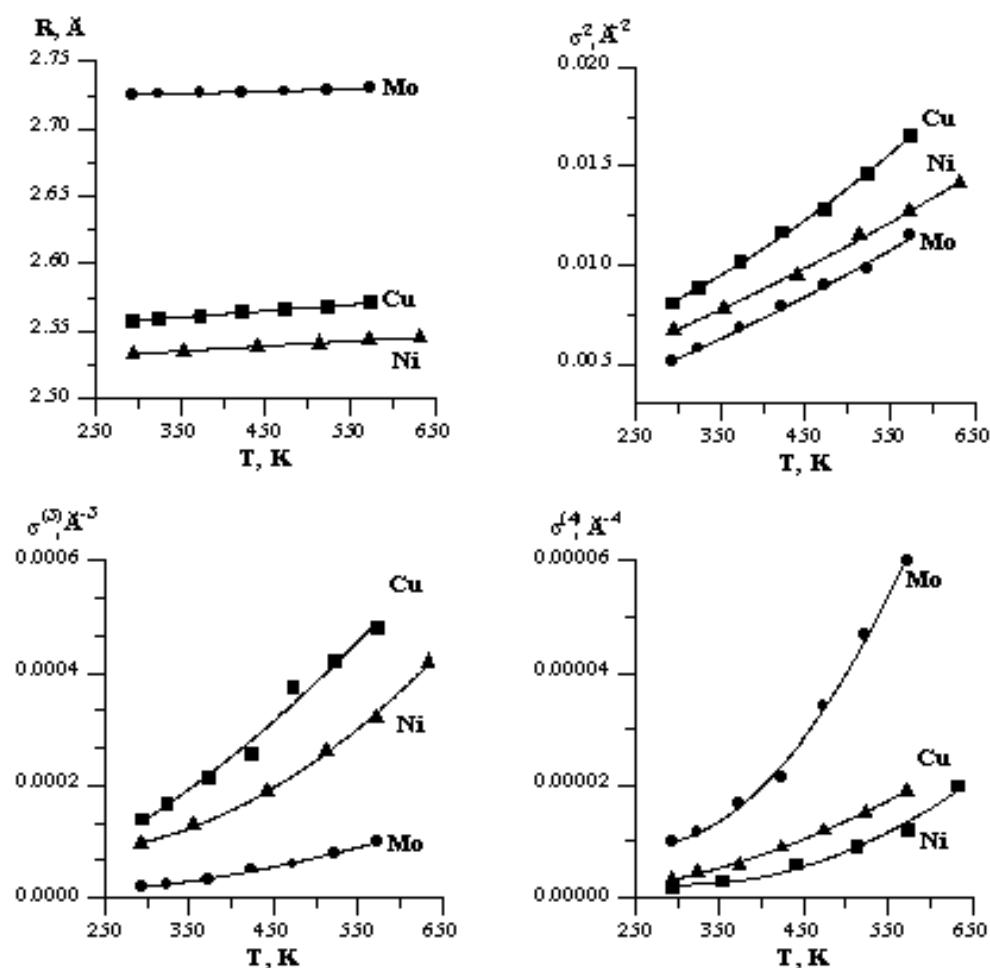 R, Å
2.75
2.70
2.65
2.60
2.55
2.50
Mo
Cu
Ni
250 350 450 550 650
T, K
σ², Å⁻²
0.020
0.015
0.010
0.005
Cu
Ni
Mo
250 350 450 550 650
T, K
σ⁽³⁾, Å⁻³
0.0006
0.0004
0.0002
0.0000
Cu
Ni
Mo
250 350 450 550 650
T, K
σ⁽⁴⁾, Å⁻⁴
0.00006
0.00004
0.00002
0.00000
Mo
Cu
Ni
250 350 450 550 650
T, K